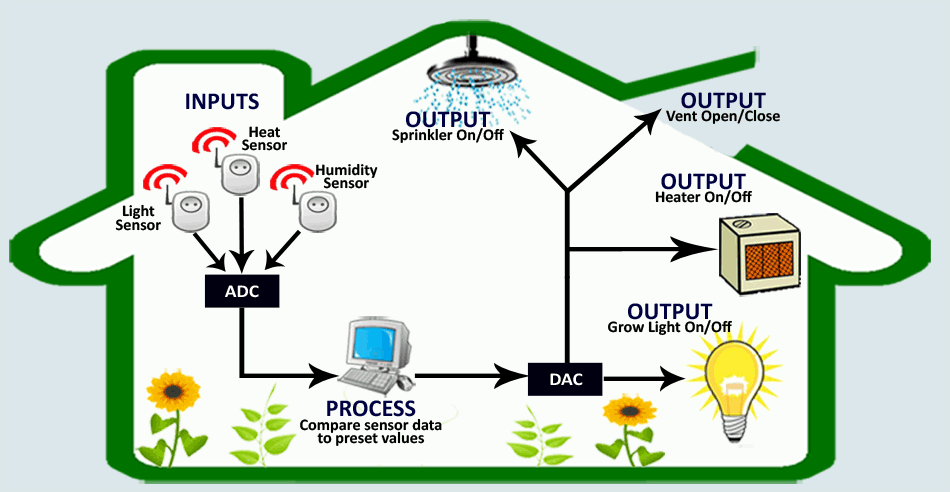 INPUTS
Heat
Sensor
Humidity
Sensor
Light
Sensor
ADC
PROCESS
Compare sensor data
to preset values
DAC
OUTPUT
Sprinkler On/Off
OUTPUT
Vent Open/Close
OUTPUT
Heater On/Off
OUTPUT
Grow Light On/Off